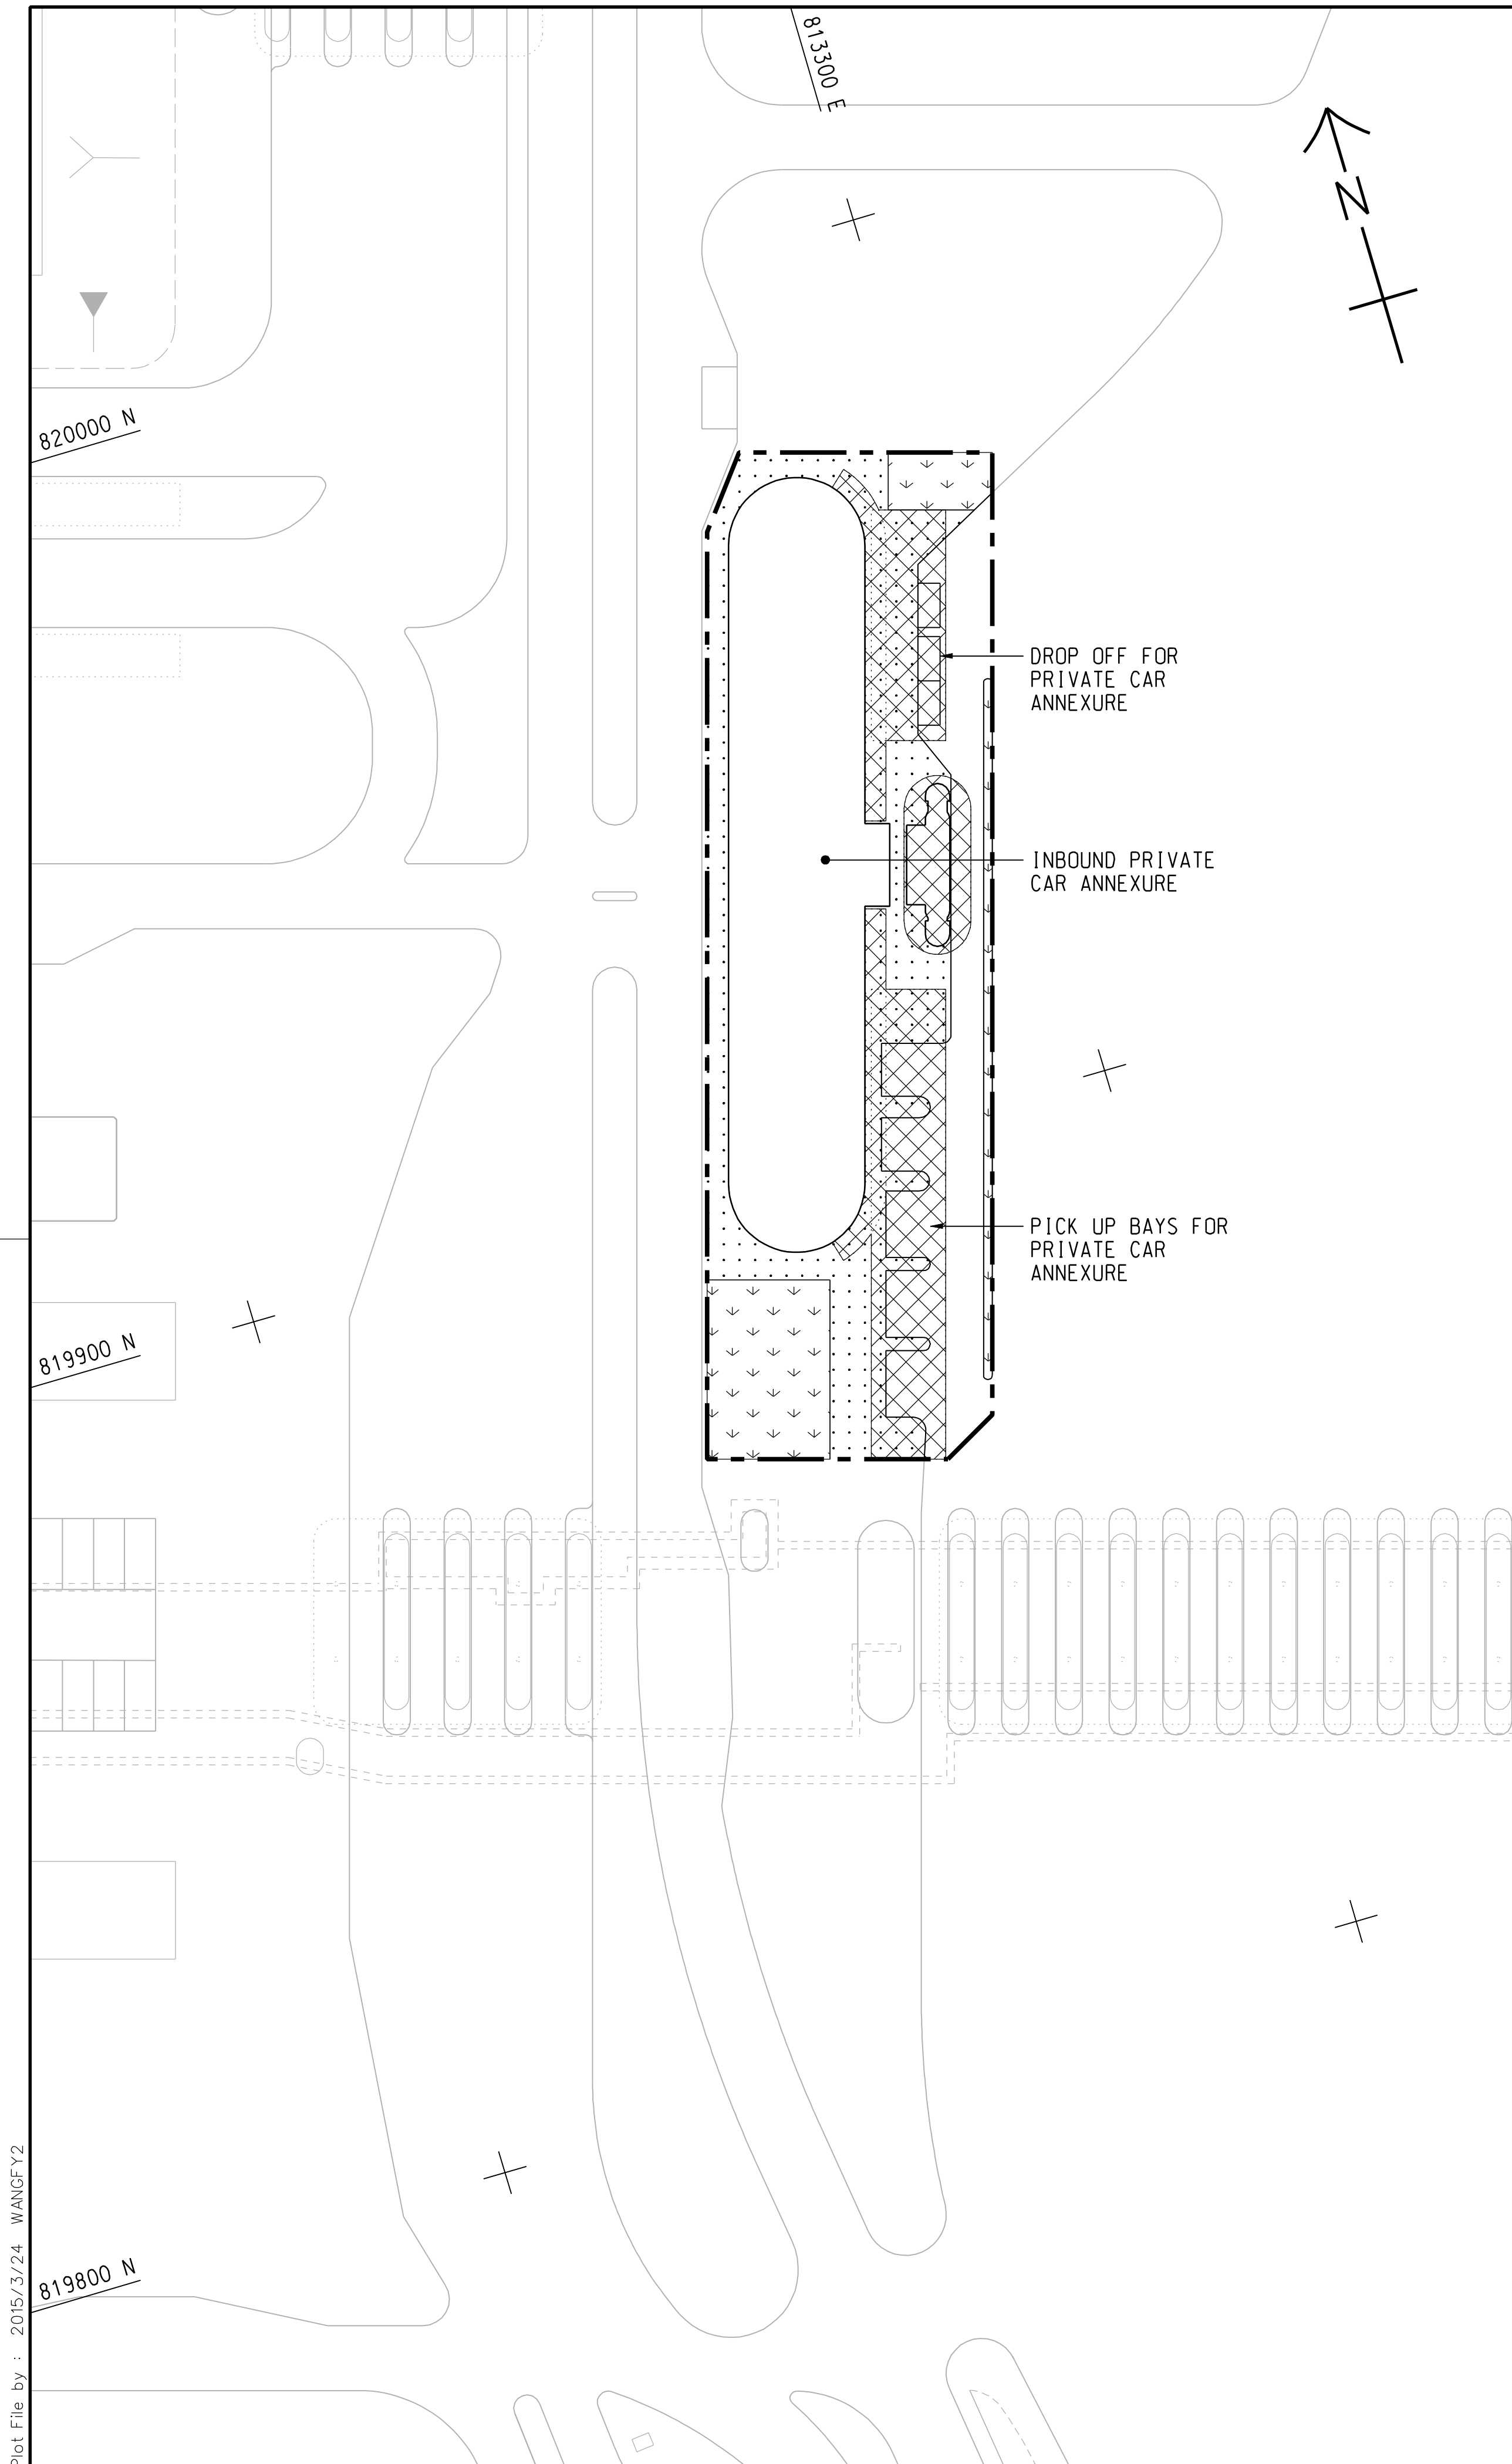 813300 E
N
820000 N
DROP OFF FOR
PRIVATE CAR
ANNEXURE
INBOUND PRIVATE
CAR ANNEXURE
PICK UP BAYS FOR
PRIVATE CAR
ANNEXURE
819900 N
819800 N
Plot File by : 2015/3/24 WANGFY2